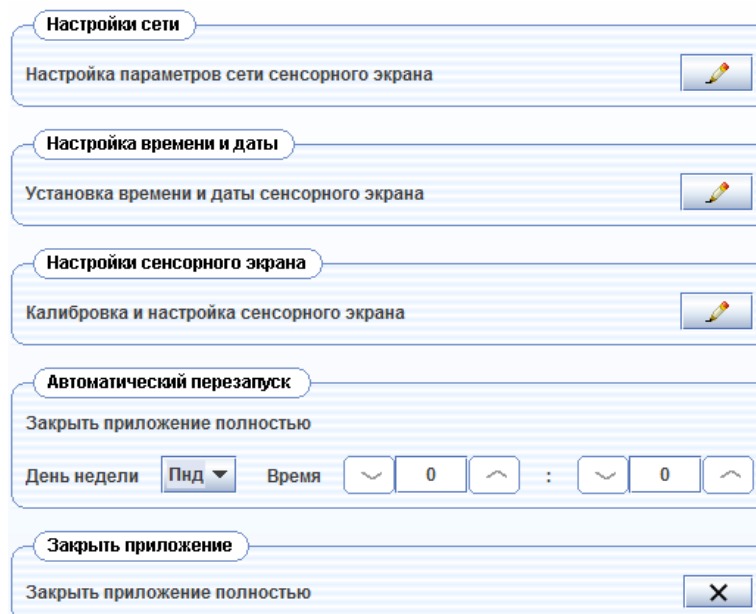 Настройки сети
Настройка параметров сети сенсорного экрана
Настройка времени и даты
Установка времени и даты сенсорного экрана
Настройки сенсорного экрана
Калибровка и настройка сенсорного экрана
Автоматический перезапуск
Закрыть приложение полностью
День недели Пнд Время 0 : 0
Закрыть приложение
Закрыть приложение полностью